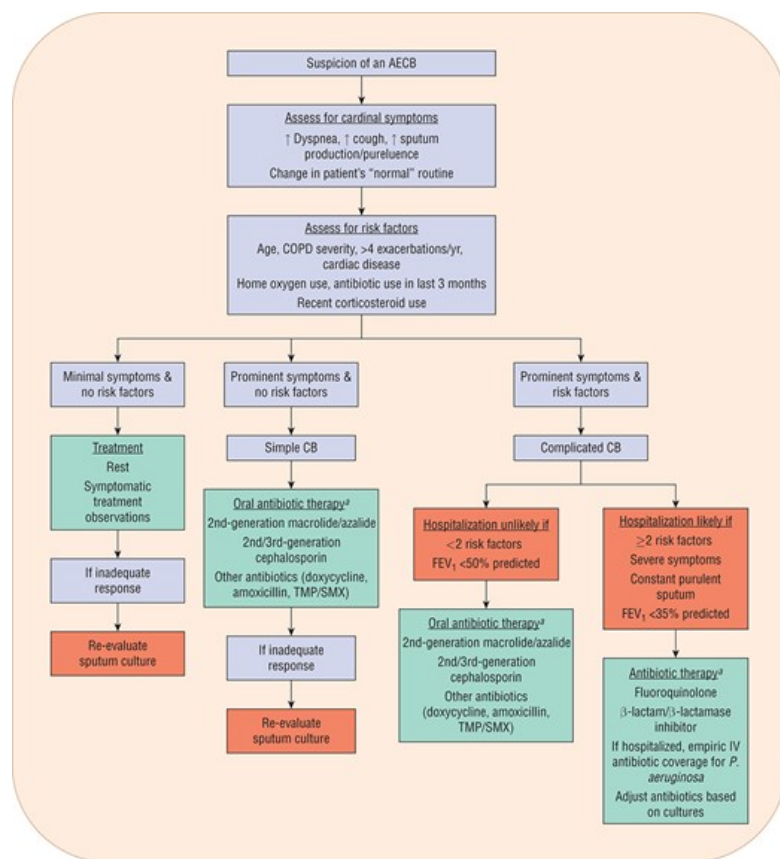 Suspicion of an AECB
Assess for cardinal symptoms
↑ Dyspnea, ↑ cough, ↑ sputum
production/pureluence
Change in patient's "normal" routine
Assess for risk factors
Age, COPD severity, >4 exacerbations/yr,
cardiac disease
Home oxygen use, antibiotic use in last 3 months
Recent corticosteroid use
Minimal symptoms &
no risk factors
Treatment
Rest
Symptomatic
treatment
observations
If inadequate
response
Re-evaluate
sputum culture
Prominent symptoms &
no risk factors
Simple CB
Oral antibiotic therapyª
2nd-generation macrolide/azalide
2nd/3rd-generation
cephalosporin
Other antibiotics (doxycycline,
amoxicillin, TMP/SMX)
If inadequate
response
Re-evaluate
sputum culture
Prominent symptoms &
risk factors
Complicated CB
Hospitalization unlikely if
<2 risk factors
FEV₁ <50% predicted
Oral antibiotic therapyª
2nd-generation macrolide/azalide
2nd/3rd-generation
cephalosporin
Other antibiotics
(doxycycline, amoxicillin,
TMP/SMX)
Hospitalization likely if
≥2 risk factors
Severe symptoms
Constant purulent
sputum
FEV₁ <35% predicted
Antibiotic therapyª
Fluoroquinolone
β-lactam/β-lactamase
inhibitor
If hospitalized, empiric IV
antibiotic coverage for P.
aeruginosa
Adjust antibiotics based
on cultures